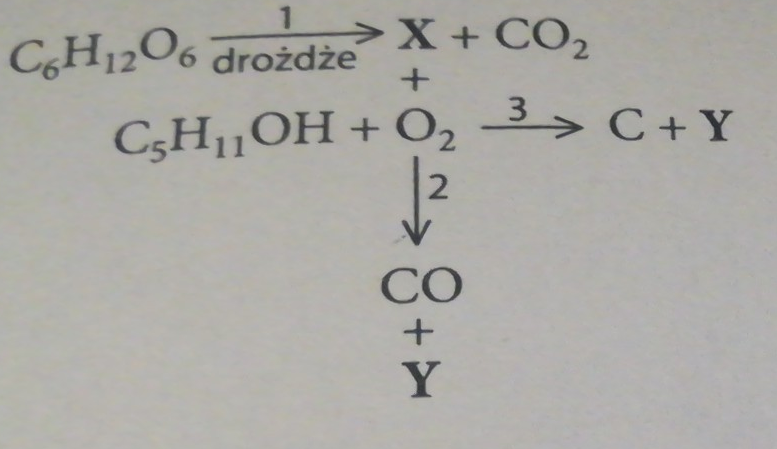 C₆H₁₂O₆ 1 drożdże X + CO₂
+
C₅H₁₁OH + O₂ 3 C + Y
2
CO
+
Y